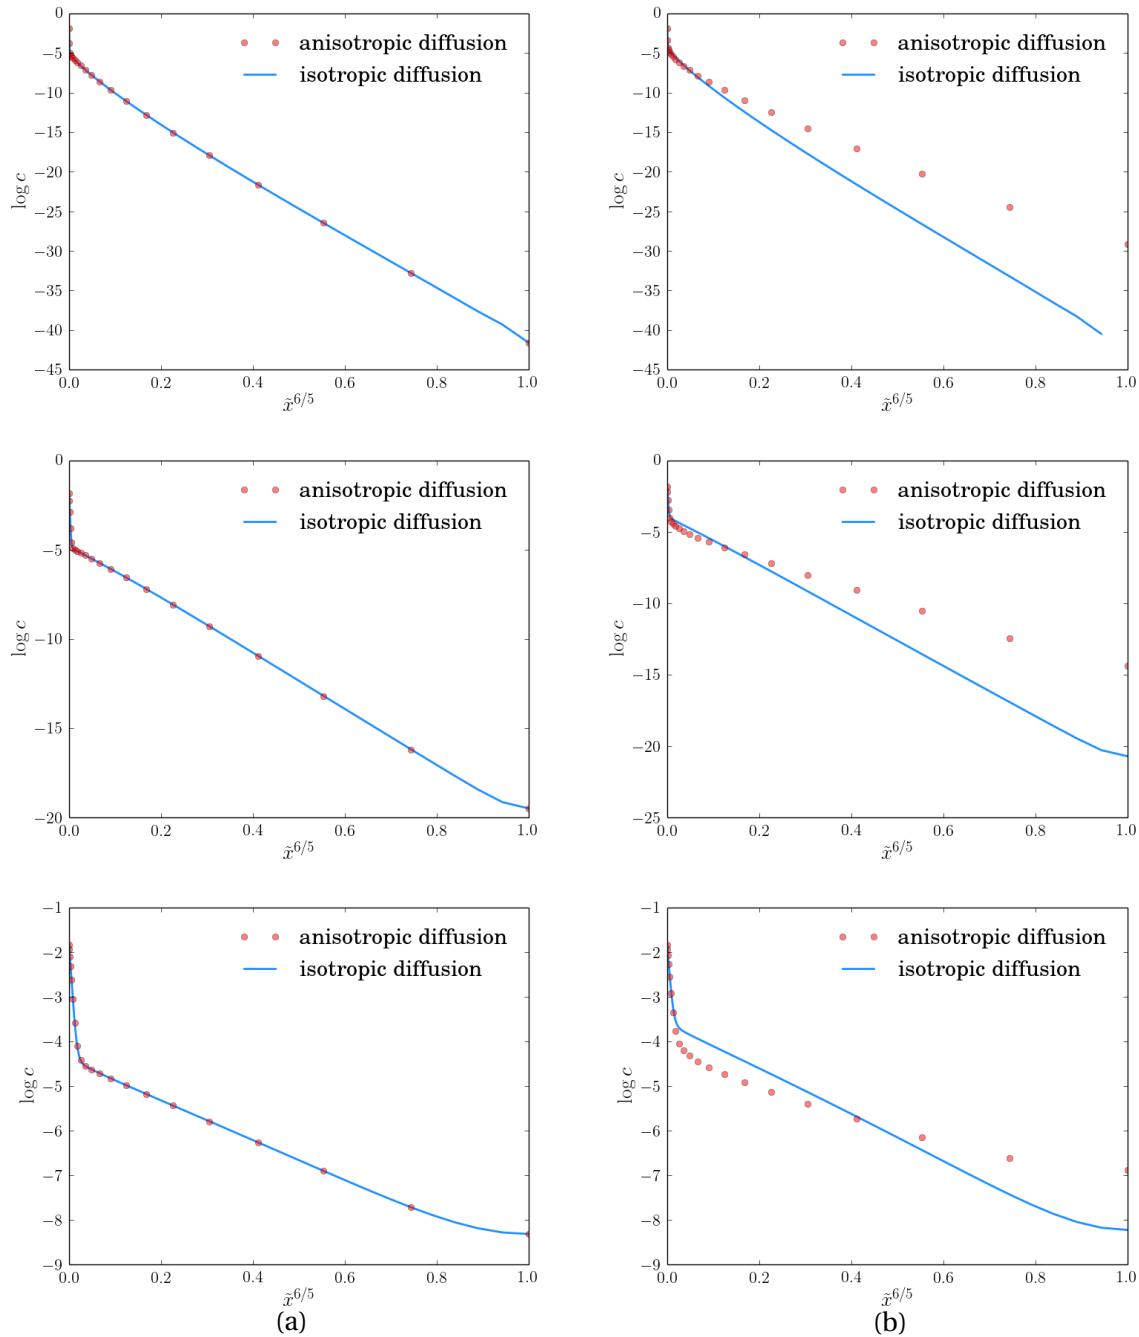 0
−5
−10
−15
−20
−25
−30
−35
−40
−45
log c
0.0 0.2 0.4 0.6 0.8 1.0
x̃^{6/5}
anisotropic diffusion
isotropic diffusion
0
−5
−10
−15
−20
−25
−30
−35
−40
−45
log c
0.0 0.2 0.4 0.6 0.8 1.0
x̃^{6/5}
anisotropic diffusion
isotropic diffusion
0
−5
−10
−15
−20
log c
0.0 0.2 0.4 0.6 0.8 1.0
x̃^{6/5}
anisotropic diffusion
isotropic diffusion
0
−5
−10
−15
−20
−25
log c
0.0 0.2 0.4 0.6 0.8 1.0
x̃^{6/5}
anisotropic diffusion
isotropic diffusion
−1
−2
−3
−4
−5
−6
−7
−8
−9
log c
0.0 0.2 0.4 0.6 0.8 1.0
x̃^{6/5}
anisotropic diffusion
isotropic diffusion
(a)
−1
−2
−3
−4
−5
−6
−7
−8
−9
log c
0.0 0.2 0.4 0.6 0.8 1.0
x̃^{6/5}
anisotropic diffusion
isotropic diffusion
(b)